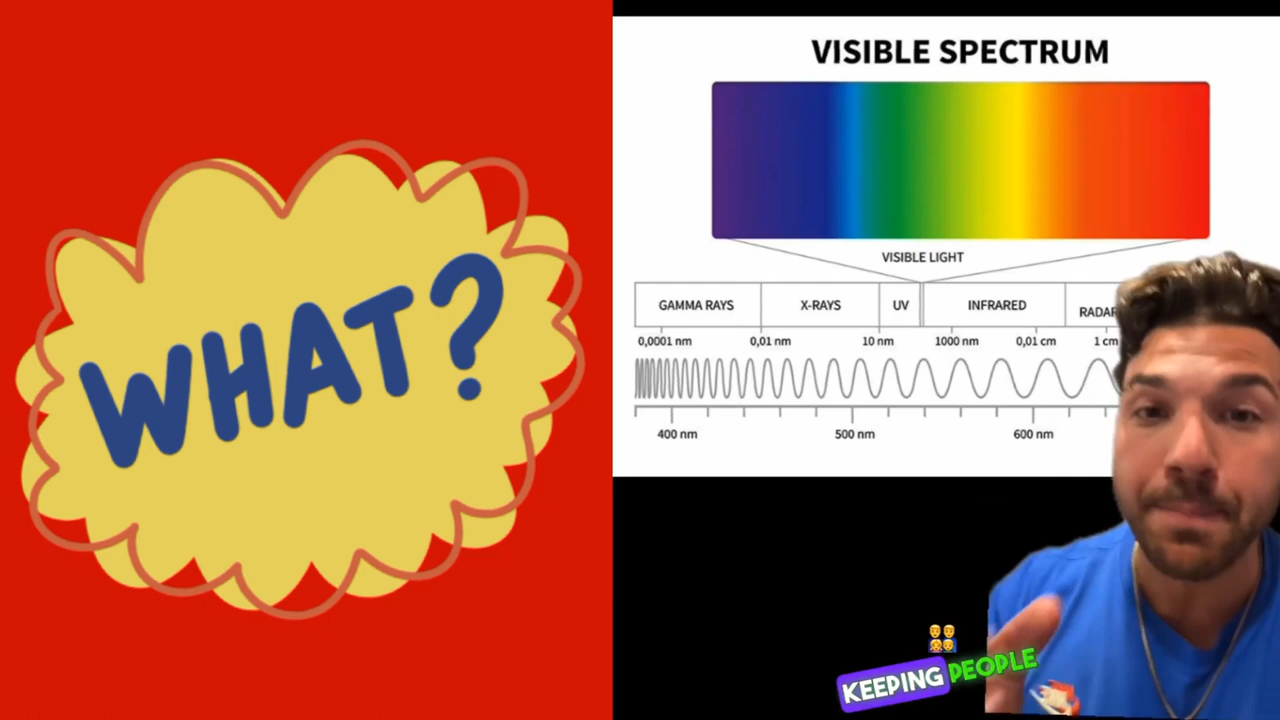 WHAT?
VISIBLE SPECTRUM
VISIBLE LIGHT
GAMMA RAYS X-RAYS UV INFRARED RADAR
0,0001 nm 0,01 nm 10 nm 1000 nm 0,01 cm 1 cm
400 nm 500 nm 600 nm
KEEPING PEOPLE